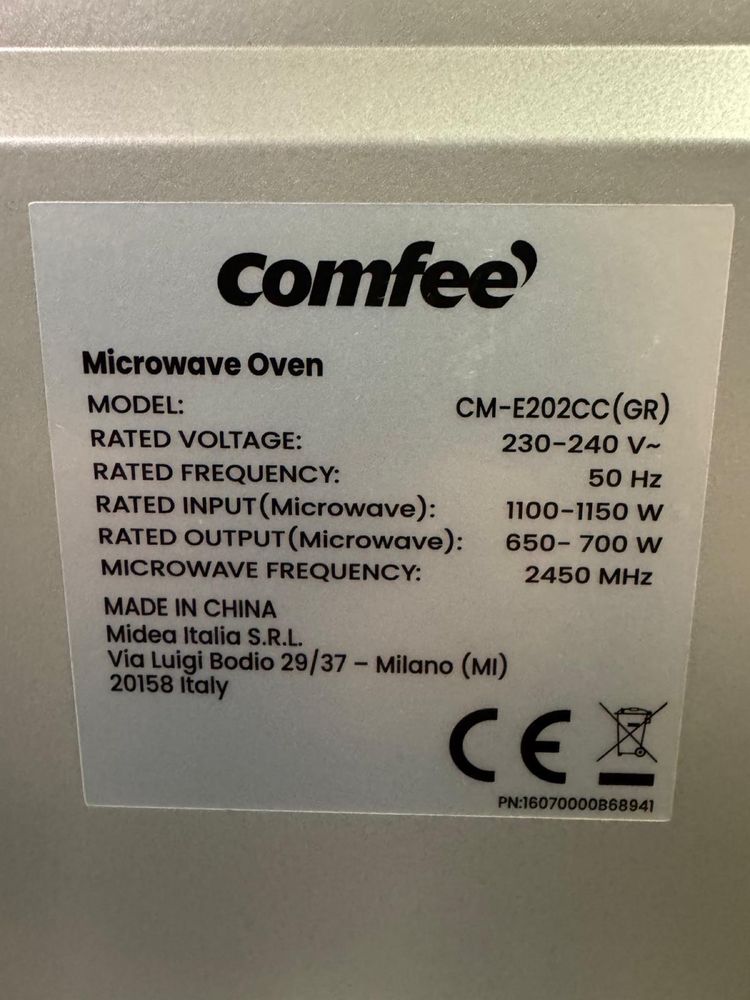 comfee'
Microwave Oven
MODEL: CM-E202CC(GR)
RATED VOLTAGE: 230-240 V~
RATED FREQUENCY: 50 Hz
RATED INPUT(Microwave): 1100-1150 W
RATED OUTPUT(Microwave): 650- 700 W
MICROWAVE FREQUENCY: 2450 MHz
MADE IN CHINA
Midea Italia S.R.L.
Via Luigi Bodio 29/37 – Milano (MI)
20158 Italy
CE
PN:16070000B68941